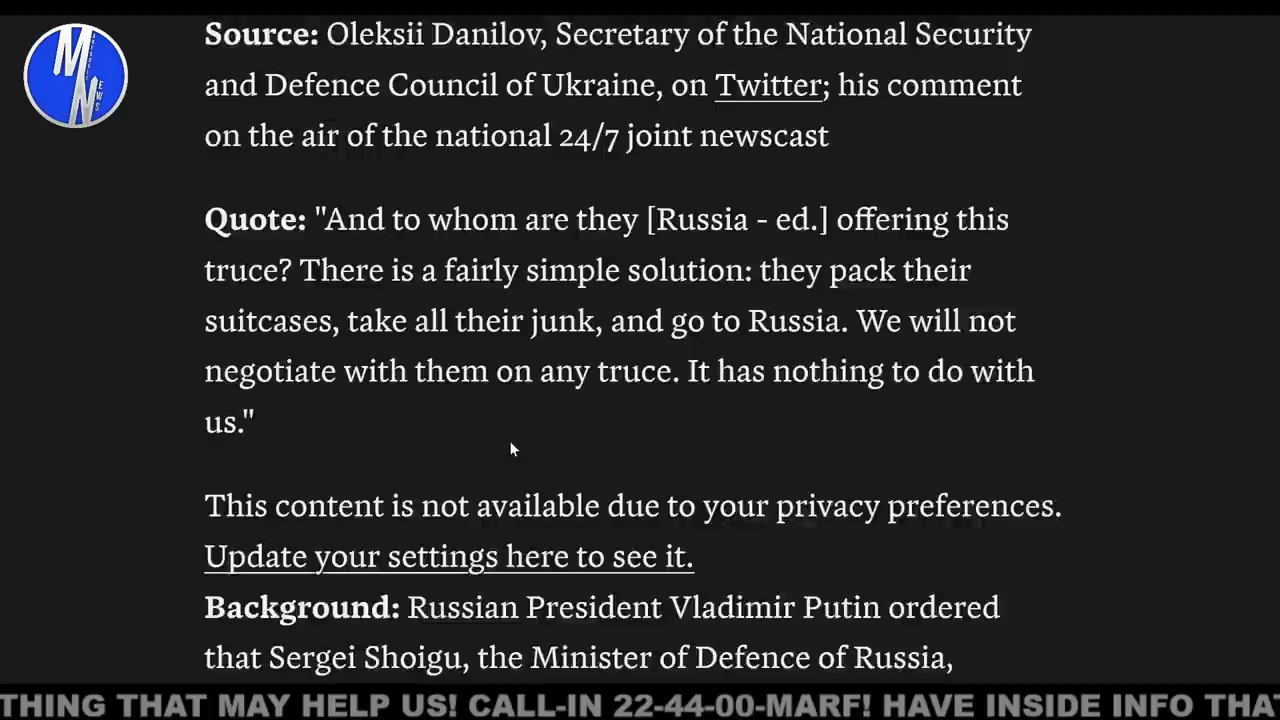 Source: Oleksii Danilov, Secretary of the National Security
and Defence Council of Ukraine, on Twitter; his comment
on the air of the national 24/7 joint newscast
Quote: "And to whom are they [Russia - ed.] offering this
truce? There is a fairly simple solution: they pack their
suitcases, take all their junk, and go to Russia. We will not
negotiate with them on any truce. It has nothing to do with
us."
This content is not available due to your privacy preferences.
Update your settings here to see it.
Background: Russian President Vladimir Putin ordered
that Sergei Shoigu, the Minister of Defence of Russia,
THING THAT MAY HELP US! CALL-IN 22-44-00-MARF! HAVE INSIDE INFO THA